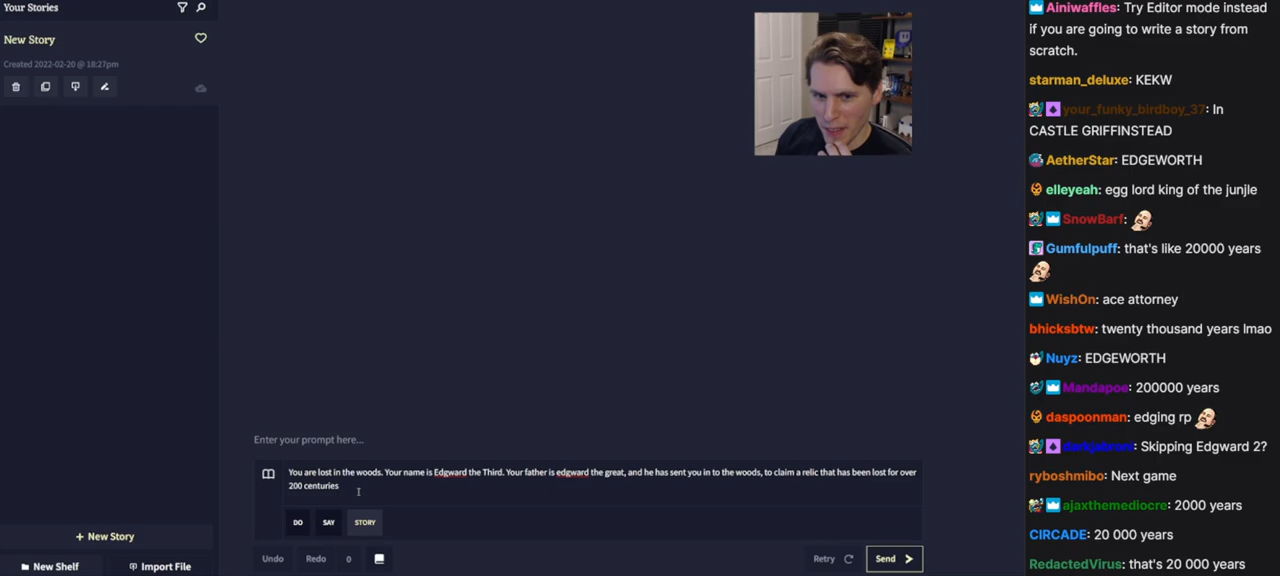 Your Stories
New Story
Created 2022-02-20 @ 18:27pm
+ New Story
New Shelf
Import File
Enter your prompt here...
You are lost in the woods. Your name is Edgward the Third. Your father is edgward the great, and he has sent you in to the woods, to claim a relic that has been lost for over
200 centuries
DO
SAY
STORY
Undo
Redo
0
Retry
Send
Ainiwaffles: Try Editor mode instead
if you are going to write a story from
scratch.
starman_deluxe: KEKW
your_funky_birdboy_37: In
CASTLE GRIFFINSTEAD
AetherStar: EDGEWORTH
elleyeah: egg lord king of the junjle
SnowBarf:
Gumfulpuff: that's like 20000 years
WishOn: ace attorney
bhicksbtw: twenty thousand years lmao
Nuyz: EDGEWORTH
Mandapoe: 200000 years
daspoonman: edging rp
Skipping Edgward 2?
ryboshmibo: Next game
ajaxthemediocre: 2000 years
CIRCADE: 20 000 years
RedactedVirus: that's 20 000 years